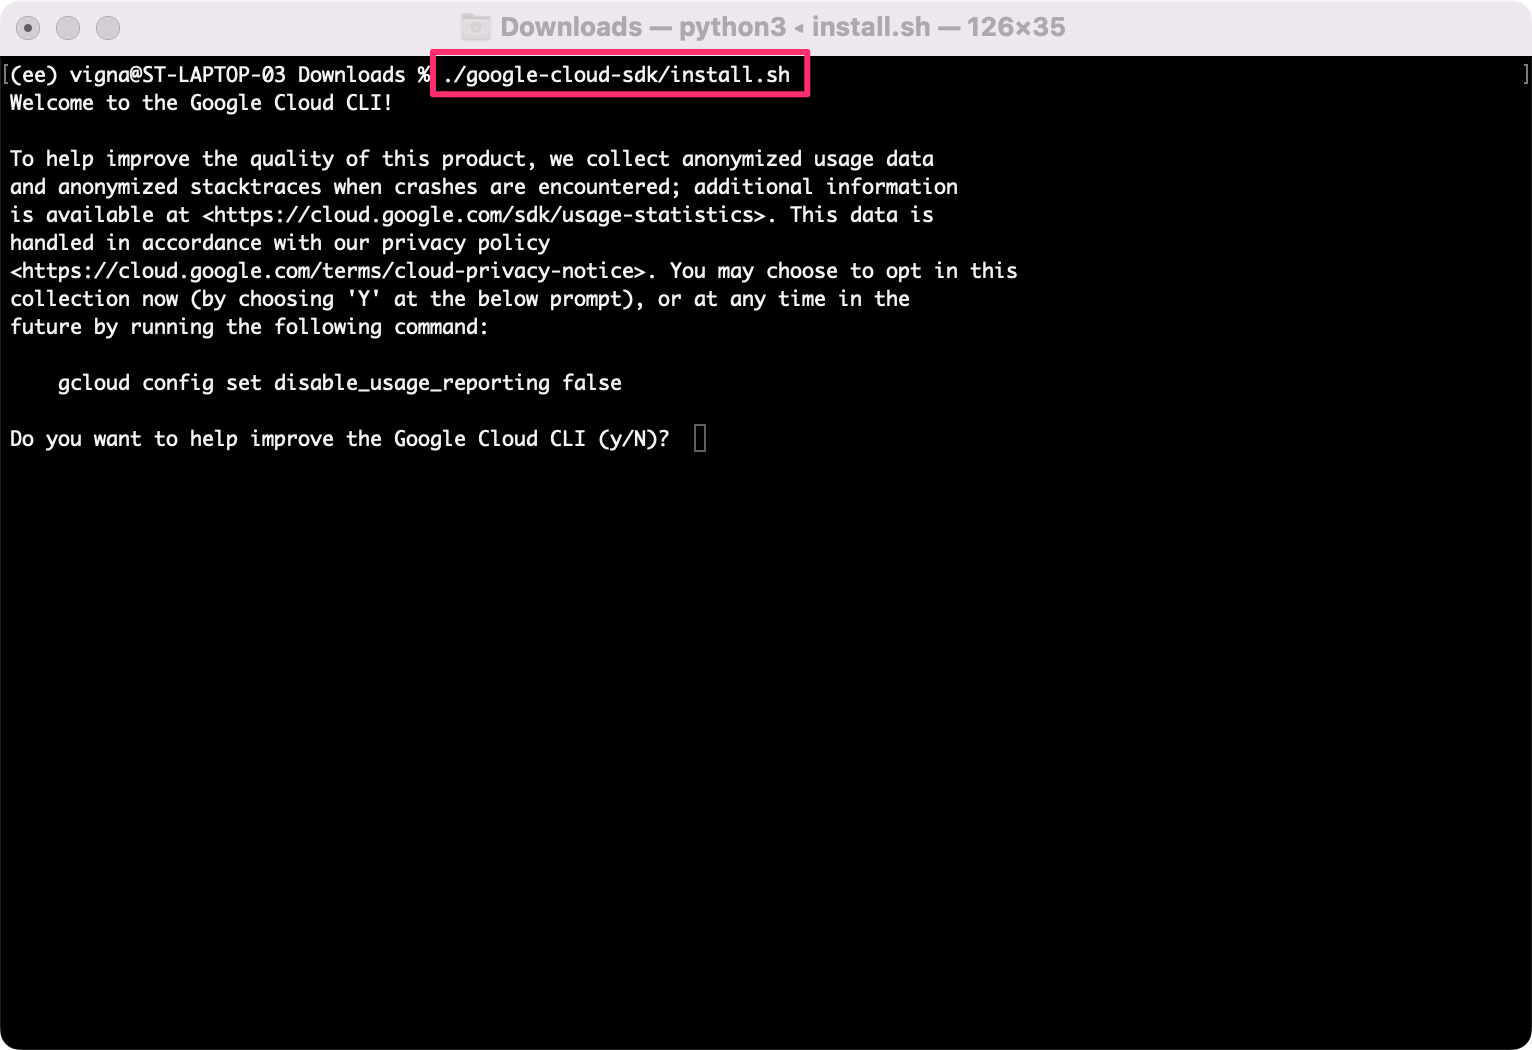 Downloads — python3 ◂ install.sh — 126×35
[(ee) vigna@ST-LAPTOP-03 Downloads % ./google-cloud-sdk/install.sh ]
Welcome to the Google Cloud CLI!
To help improve the quality of this product, we collect anonymized usage data
and anonymized stacktraces when crashes are encountered; additional information
is available at <https://cloud.google.com/sdk/usage-statistics>. This data is
handled in accordance with our privacy policy
<https://cloud.google.com/terms/cloud-privacy-notice>. You may choose to opt in this
collection now (by choosing 'Y' at the below prompt), or at any time in the
future by running the following command:
gcloud config set disable_usage_reporting false
Do you want to help improve the Google Cloud CLI (y/N)?